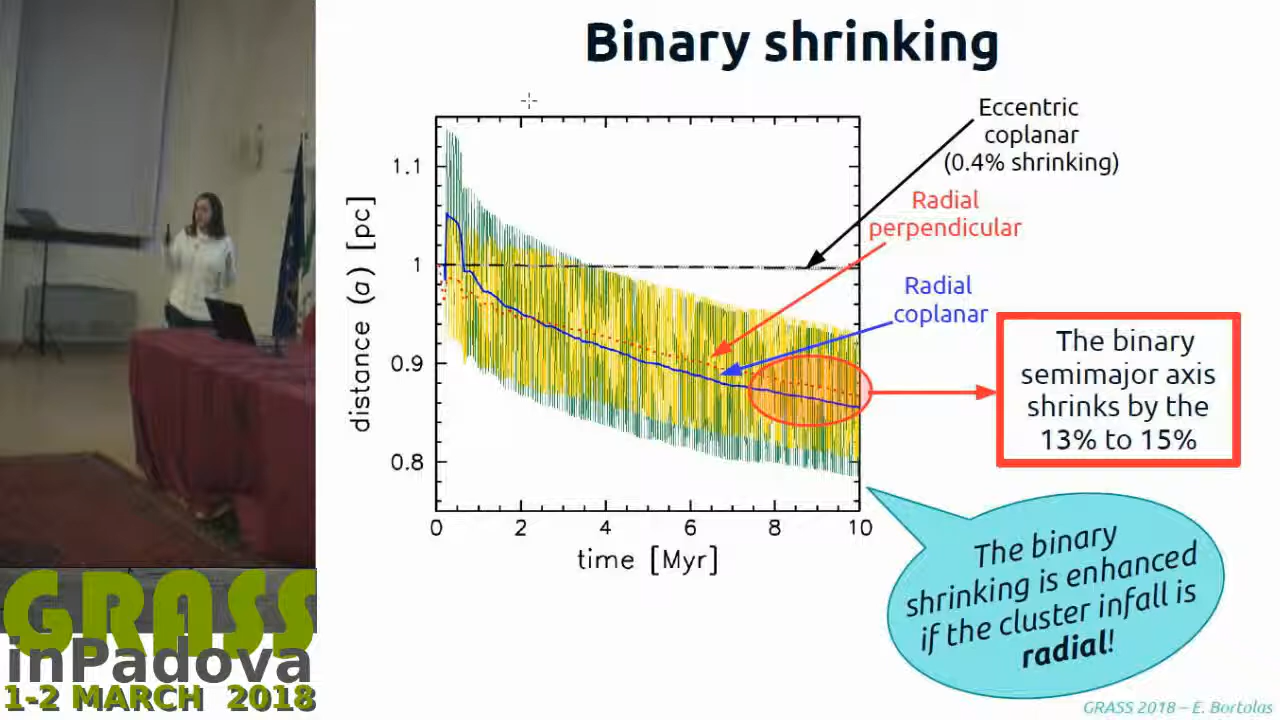 Binary shrinking
Eccentric
coplanar
(0.4% shrinking)
Radial
perpendicular
Radial
coplanar
The binary
semimajor axis
shrinks by the
13% to 15%
1.1
1
0.9
0.8
distance (a) [pc]
0 2 4 6 8 10
time [Myr]
The binary
shrinking is enhanced
if the cluster infall is
radial!
GRASS
inPadova
1-2 MARCH 2018
GRASS 2018 – E. Bortolas